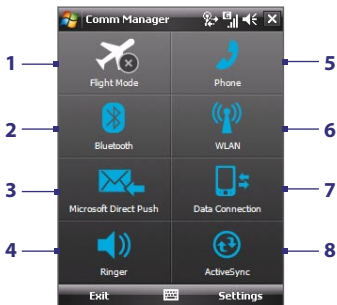 Comm Manager
1
Flight Mode
Phone
5
2
Bluetooth
WLAN
6
3
Microsoft Direct Push
Data Connection
7
4
Ringer
ActiveSync
8
Exit
Settings